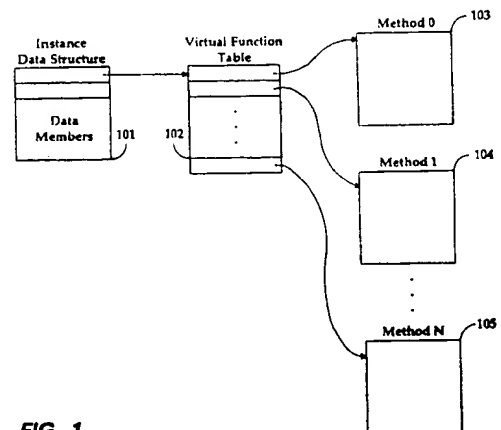 Instance
Data Structure
Data
Members
101
Virtual Function
Table
102
Method 0
103
Method 1
104
Method N
105
FIG. 1